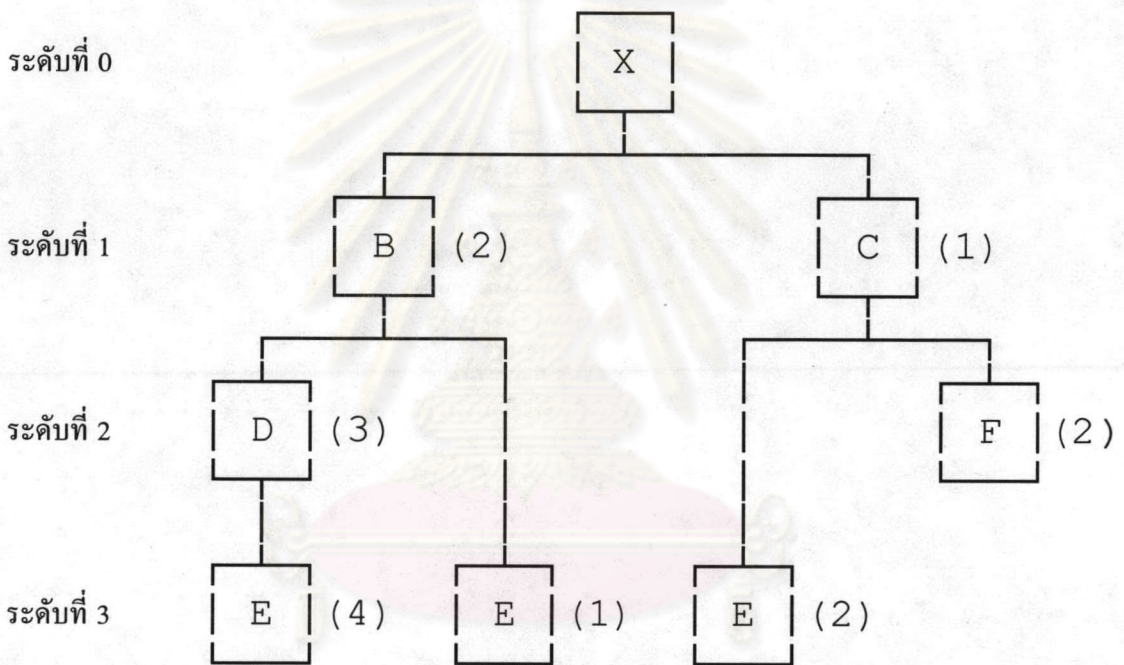 ระดับที่ 0 X
ระดับที่ 1 B (2) C (1)
ระดับที่ 2 D (3) F (2)
ระดับที่ 3 E (4) E (1) E (2)